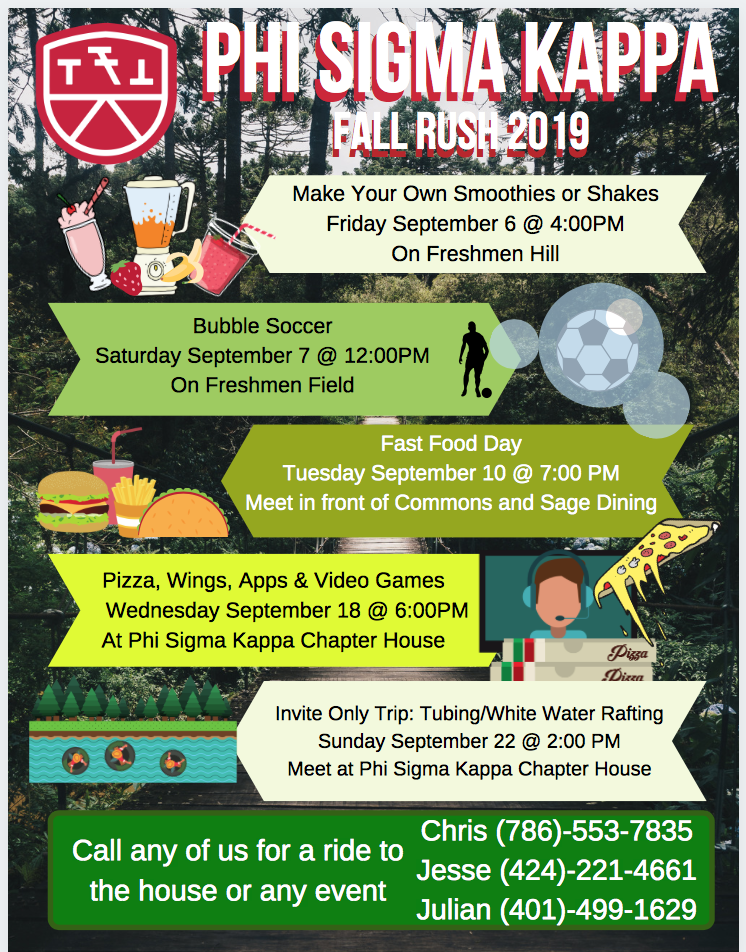 PHI SIGMA KAPPA
FALL RUSH 2019
Make Your Own Smoothies or Shakes
Friday September 6 @ 4:00PM
On Freshmen Hill
Bubble Soccer
Saturday September 7 @ 12:00PM
On Freshmen Field
Fast Food Day
Tuesday September 10 @ 7:00 PM
Meet in front of Commons and Sage Dining
Pizza, Wings, Apps & Video Games
Wednesday September 18 @ 6:00PM
At Phi Sigma Kappa Chapter House
Pizza
Pizza
Invite Only Trip: Tubing/White Water Rafting
Sunday September 22 @ 2:00 PM
Meet at Phi Sigma Kappa Chapter House
Call any of us for a ride to
the house or any event
Chris (786)-553-7835
Jesse (424)-221-4661
Julian (401)-499-1629